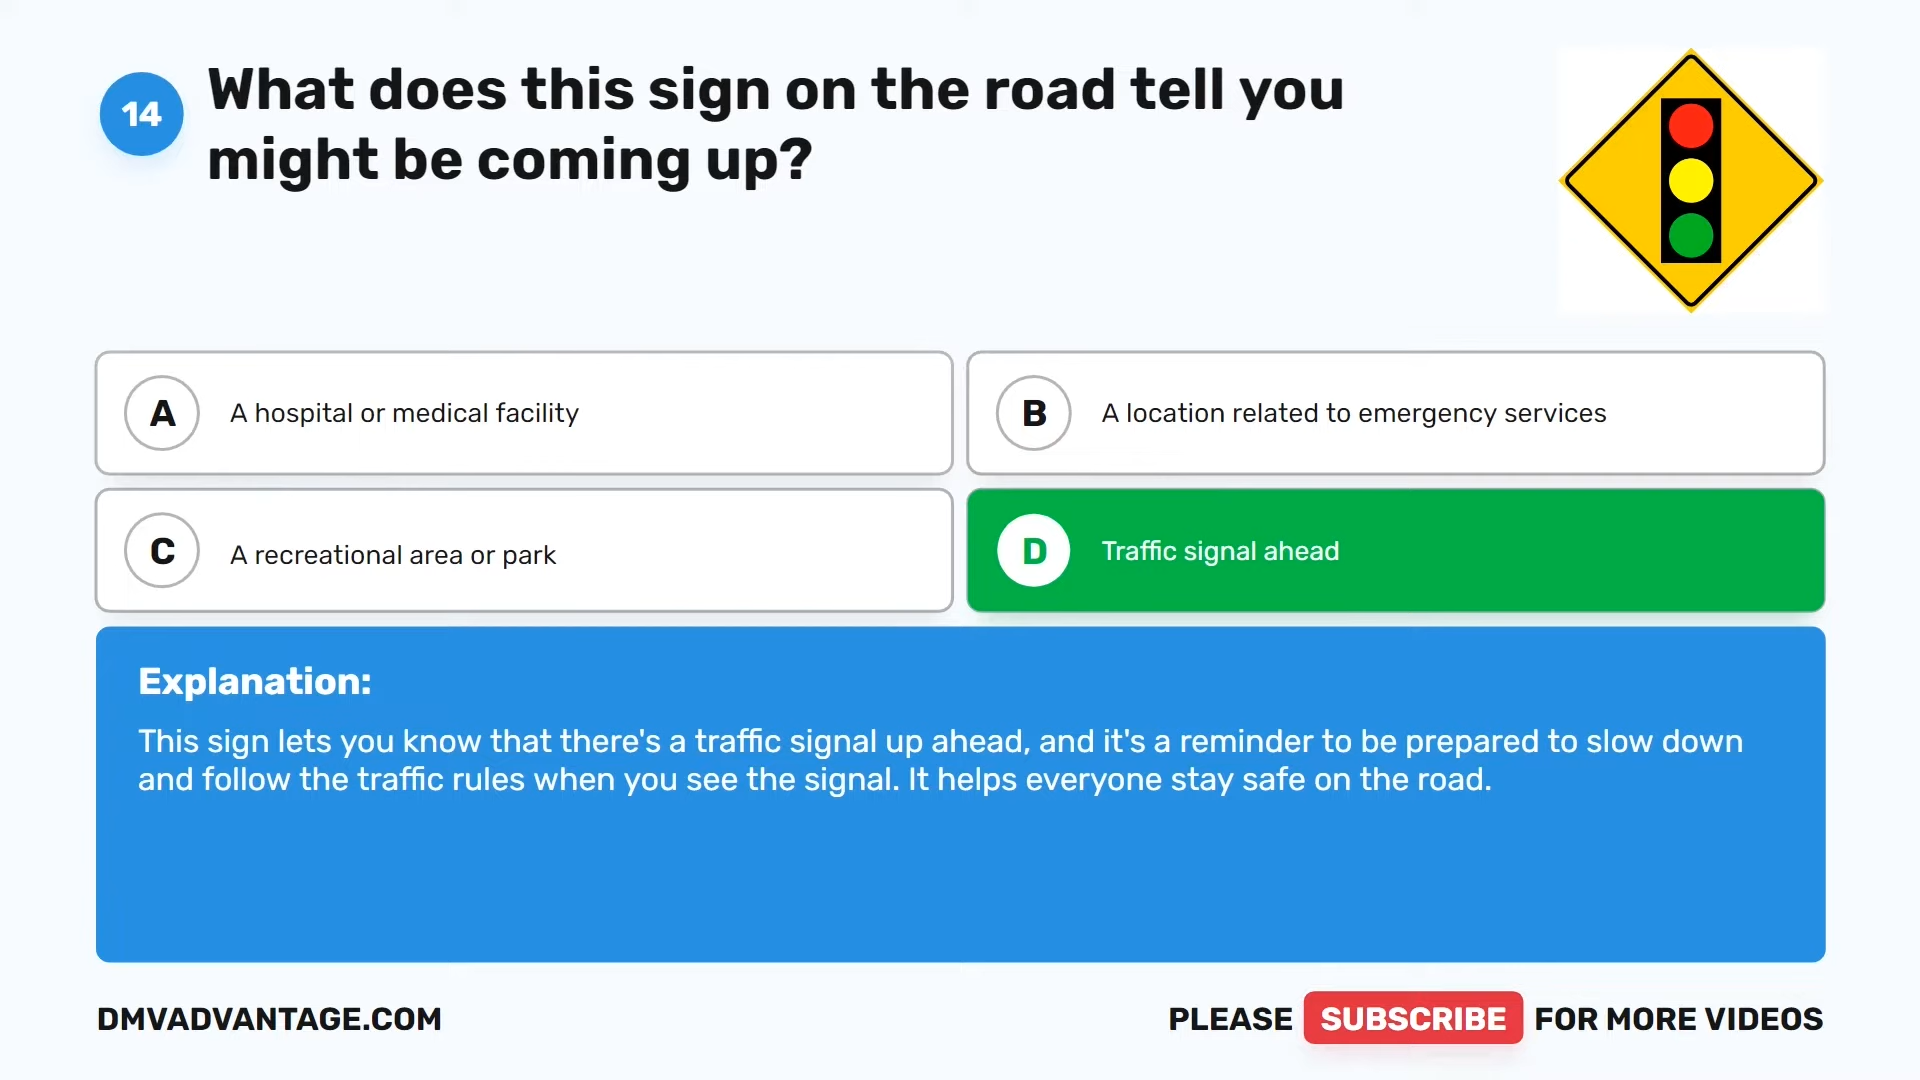 14
What does this sign on the road tell you
might be coming up?
A
A hospital or medical facility
B
A location related to emergency services
C
A recreational area or park
D
Traffic signal ahead
Explanation:
This sign lets you know that there's a traffic signal up ahead, and it's a reminder to be prepared to slow down
and follow the traffic rules when you see the signal. It helps everyone stay safe on the road.
DMVADVANTAGE.COM
PLEASE SUBSCRIBE FOR MORE VIDEOS